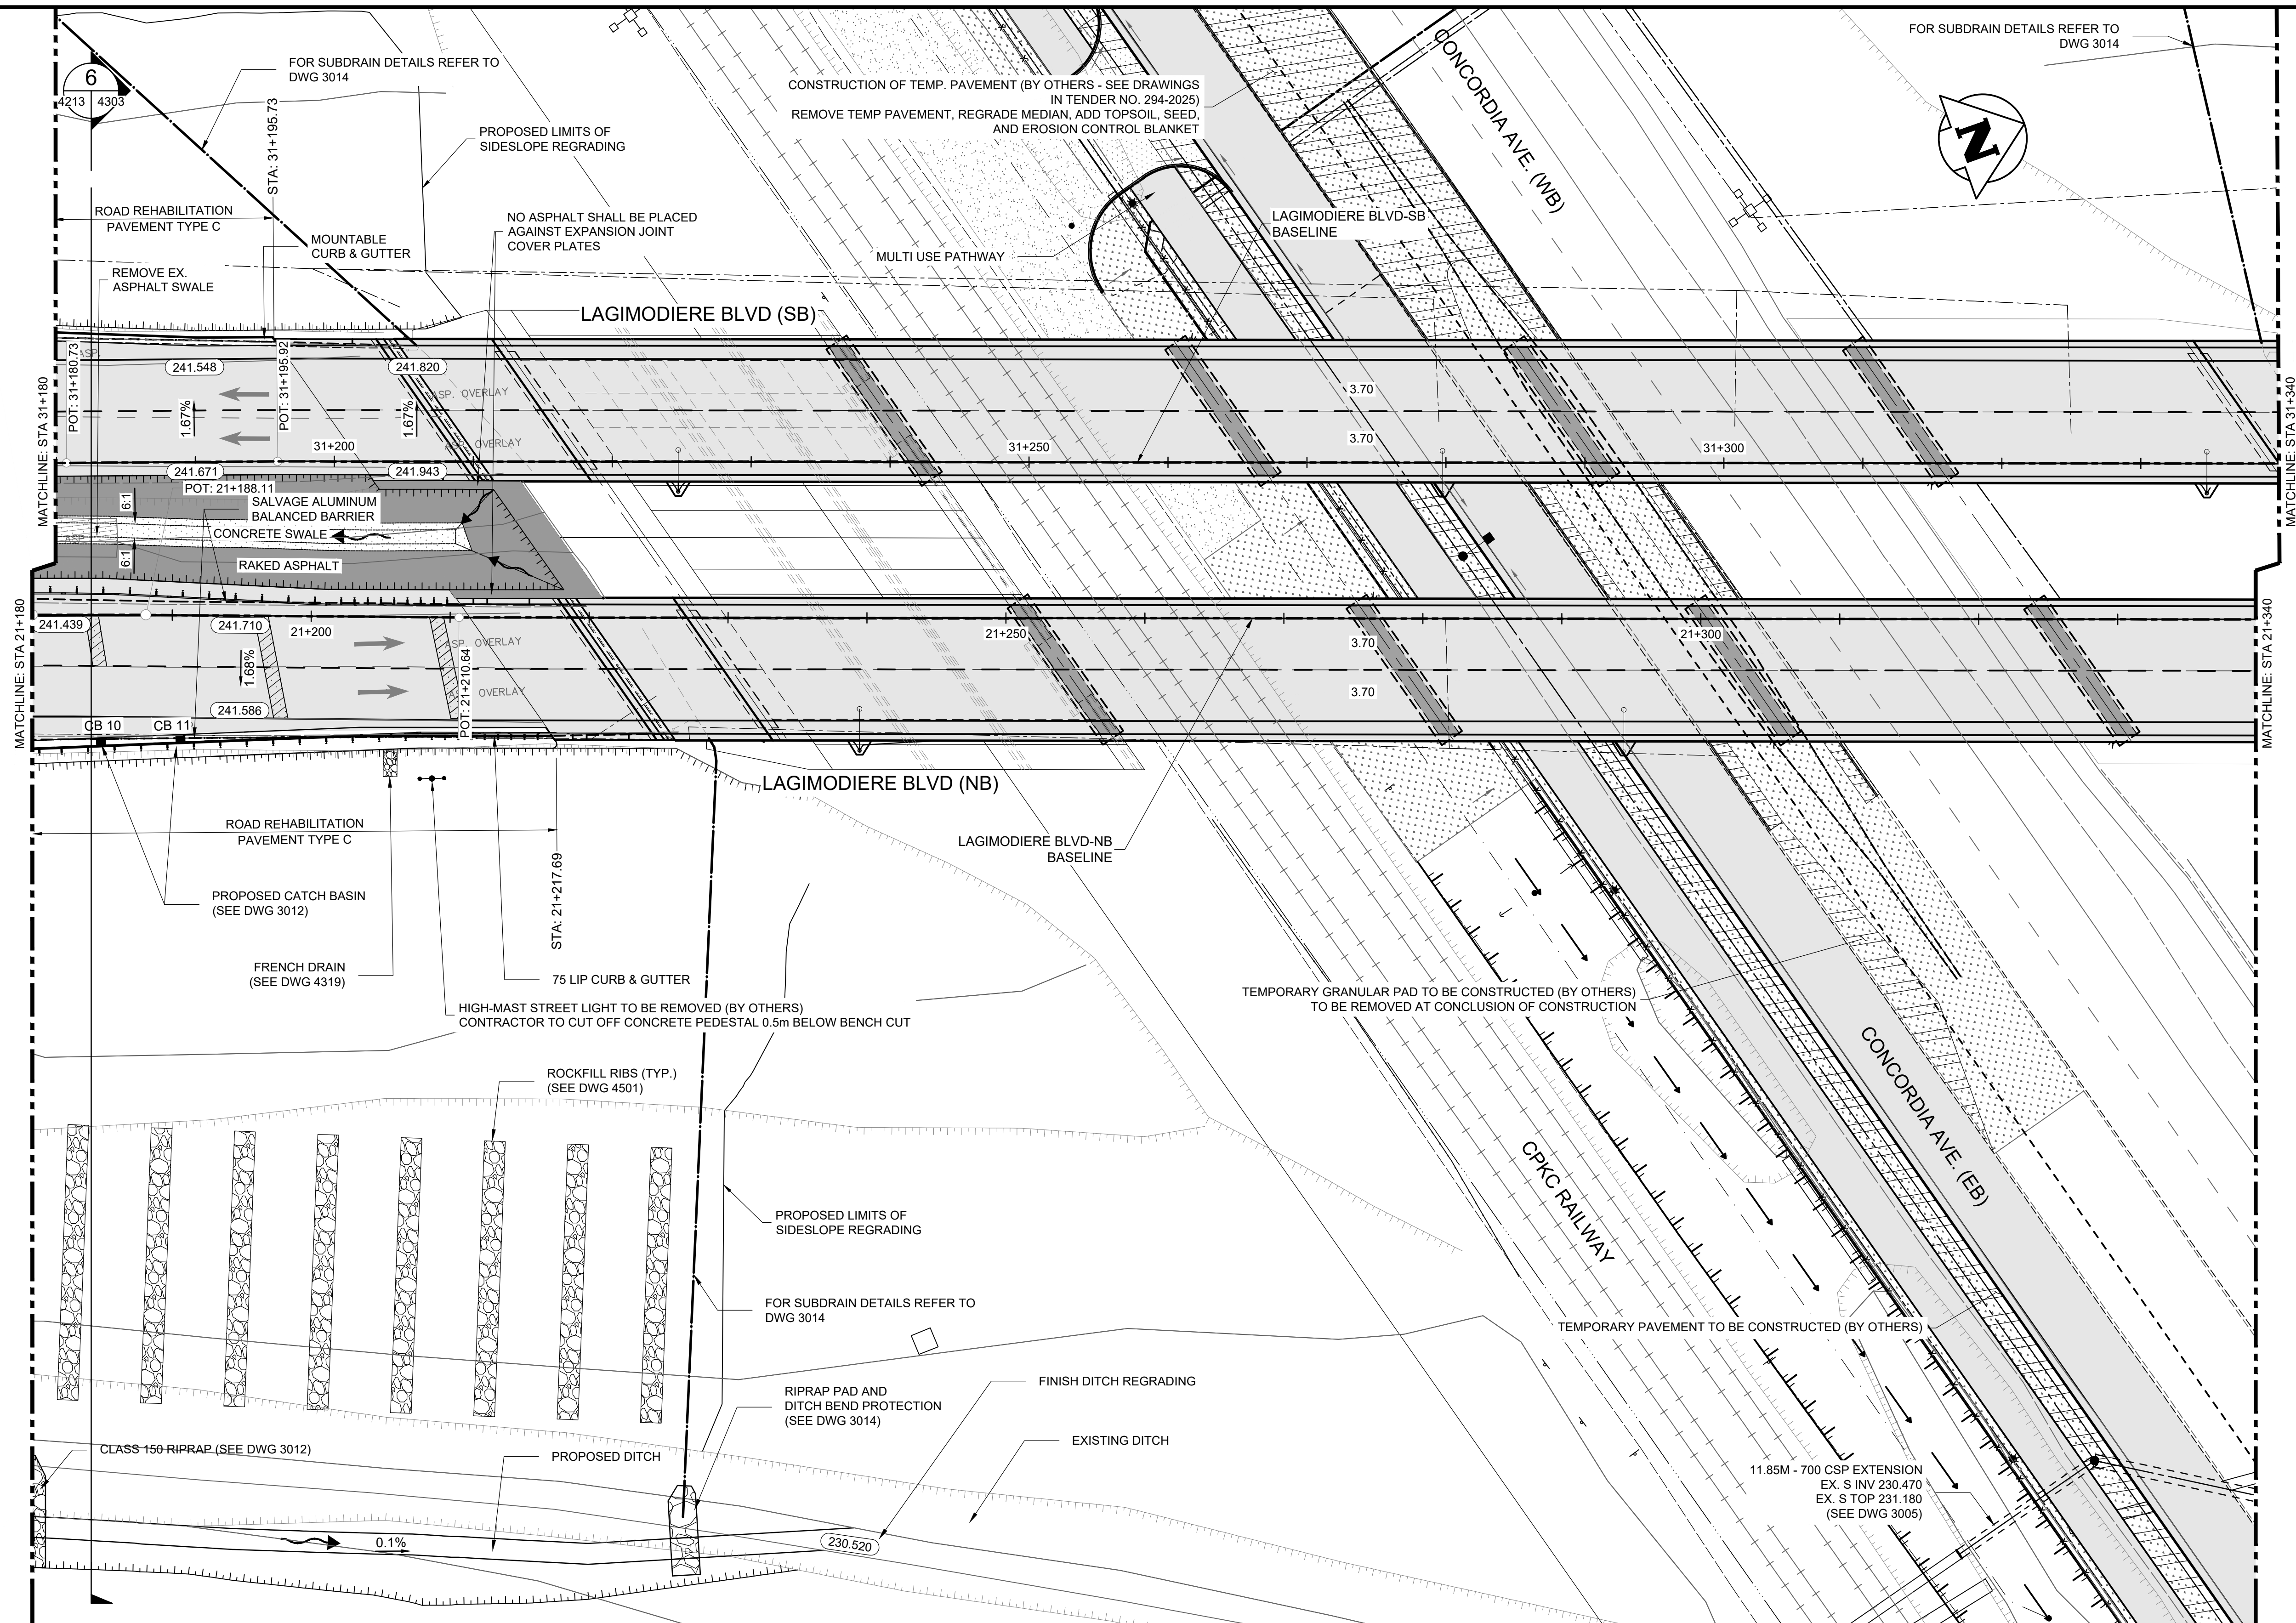 6
4213 4303
FOR SUBDRAIN DETAILS REFER TO
DWG 3014
STA: 31+195.73
PROPOSED LIMITS OF
SIDESLOPE REGRADING
CONSTRUCTION OF TEMP. PAVEMENT (BY OTHERS - SEE DRAWINGS
IN TENDER NO. 294-2025)
REMOVE TEMP PAVEMENT, REGRADE MEDIAN, ADD TOPSOIL, SEED,
AND EROSION CONTROL BLANKET
CONCORDIA AVE. (WB)
FOR SUBDRAIN DETAILS REFER TO
DWG 3014
N
ROAD REHABILITATION
PAVEMENT TYPE C
MOUNTABLE
CURB & GUTTER
NO ASPHALT SHALL BE PLACED
AGAINST EXPANSION JOINT
COVER PLATES
MULTI USE PATHWAY
LAGIMODIERE BLVD-SB
BASELINE
REMOVE EX.
ASPHALT SWALE
LAGIMODIERE BLVD (SB)
MATCHLINE: STA 31+180
POT: 31+180.73
ASP.
241.548
POT: 31+195.92
241.820
ASP. OVERLAY
1.67%
1.67%
3.70
ASP. OVERLAY
31+200
31+250
3.70
31+300
MATCHLINE: STA 31+340
241.671
241.943
POT: 21+188.11
6:1
SALVAGE ALUMINUM
BALANCED BARRIER
CONCRETE SWALE
ASP
6:1
RAKED ASPHALT
MATCHLINE: STA 21+180
241.439
241.710
21+200
ASP. OVERLAY
21+250
3.70
21+300
MATCHLINE: STA 21+340
1.68%
POT: 21+210.64
ASP. OVERLAY
3.70
241.586
CB 10
CB 11
LAGIMODIERE BLVD (NB)
ROAD REHABILITATION
PAVEMENT TYPE C
LAGIMODIERE BLVD-NB
BASELINE
STA: 21+217.69
PROPOSED CATCH BASIN
(SEE DWG 3012)
FRENCH DRAIN
(SEE DWG 4319)
75 LIP CURB & GUTTER
HIGH-MAST STREET LIGHT TO BE REMOVED (BY OTHERS)
CONTRACTOR TO CUT OFF CONCRETE PEDESTAL 0.5m BELOW BENCH CUT
TEMPORARY GRANULAR PAD TO BE CONSTRUCTED (BY OTHERS)
TO BE REMOVED AT CONCLUSION OF CONSTRUCTION
ROCKFILL RIBS (TYP.)
(SEE DWG 4501)
CONCORDIA AVE. (EB)
CPKC RAILWAY
PROPOSED LIMITS OF
SIDESLOPE REGRADING
FOR SUBDRAIN DETAILS REFER TO
DWG 3014
TEMPORARY PAVEMENT TO BE CONSTRUCTED (BY OTHERS)
FINISH DITCH REGRADING
RIPRAP PAD AND
DITCH BEND PROTECTION
(SEE DWG 3014)
EXISTING DITCH
CLASS 150 RIPRAP (SEE DWG 3012)
PROPOSED DITCH
11.85M - 700 CSP EXTENSION
EX. S INV 230.470
EX. S TOP 231.180
(SEE DWG 3005)
0.1%
230.520